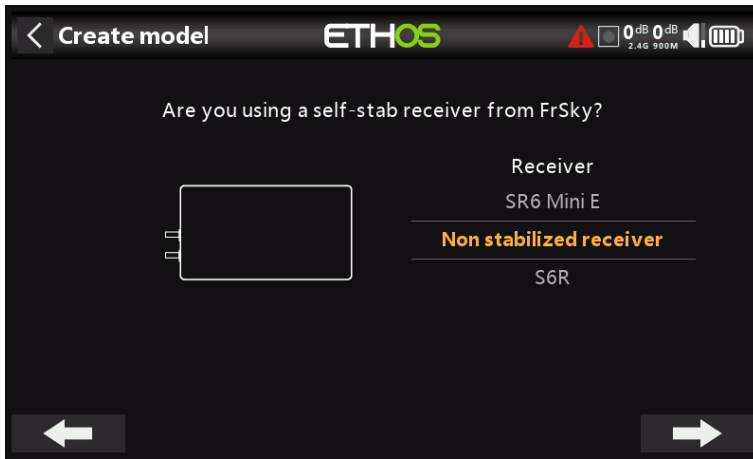 Create model
ETHOS
0dB 0dB
2.4G 900M
Are you using a self-stab receiver from FrSky?
Receiver
SR6 Mini E
Non stabilized receiver
S6R